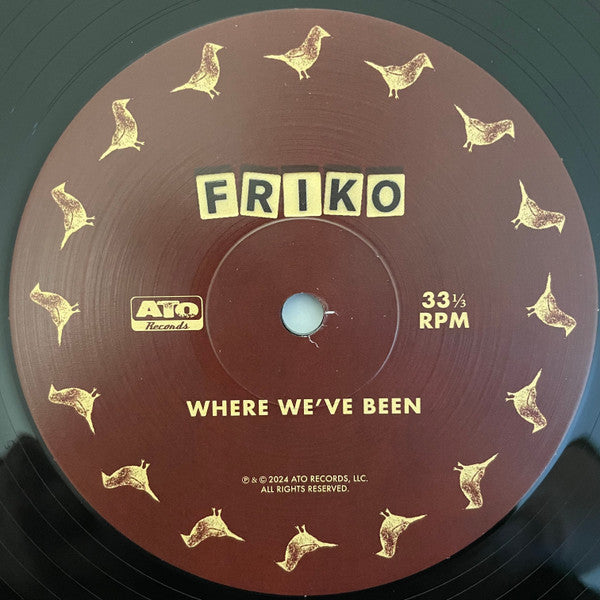 FRIKO
ATO
Records
33⅓
RPM
WHERE WE'VE BEEN
℗ & © 2024 ATO RECORDS, LLC.
ALL RIGHTS RESERVED.